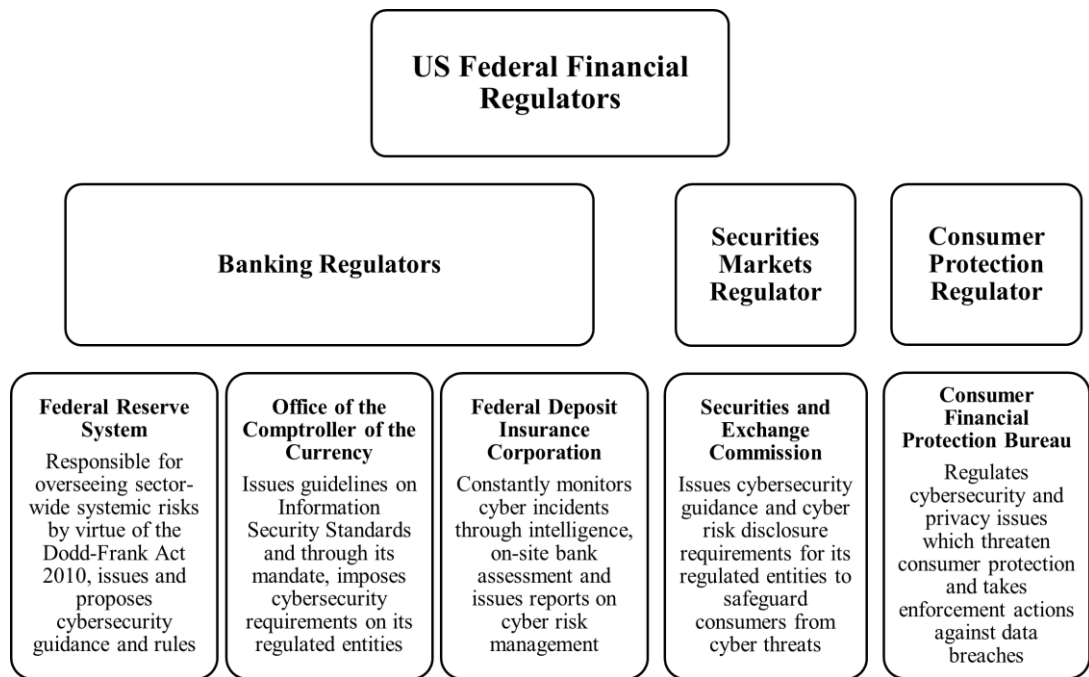 US Federal Financial
Regulators
Banking Regulators
Securities
Markets
Regulator
Consumer
Protection
Regulator
Federal Reserve
System
Responsible for
overseeing sector-
wide systemic risks
by virtue of the
Dodd-Frank Act
2010, issues and
proposes
cybersecurity
guidance and rules
Office of the
Comptroller of the
Currency
Issues guidelines on
Information
Security Standards
and through its
mandate, imposes
cybersecurity
requirements on its
regulated entities
Federal Deposit
Insurance
Corporation
Constantly monitors
cyber incidents
through intelligence,
on-site bank
assessment and
issues reports on
cyber risk
management
Securities and
Exchange
Commission
Issues cybersecurity
guidance and cyber
risk disclosure
requirements for its
regulated entities to
safeguard
consumers from
cyber threats
Consumer
Financial
Protection Bureau
Regulates
cybersecurity and
privacy issues
which threaten
consumer protection
and takes
enforcement actions
against data
breaches